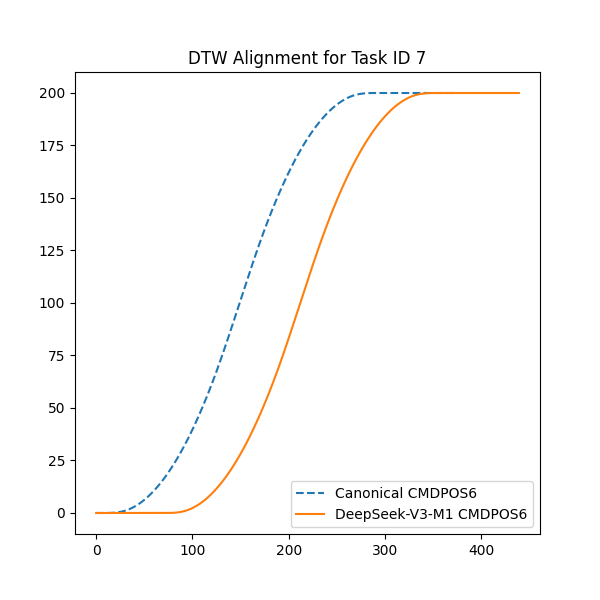 DTW Alignment for Task ID 7
200
175
150
125
100
75
50
25
0
0 100 200 300 400
Canonical CMDPOS6
DeepSeek-V3-M1 CMDPOS6